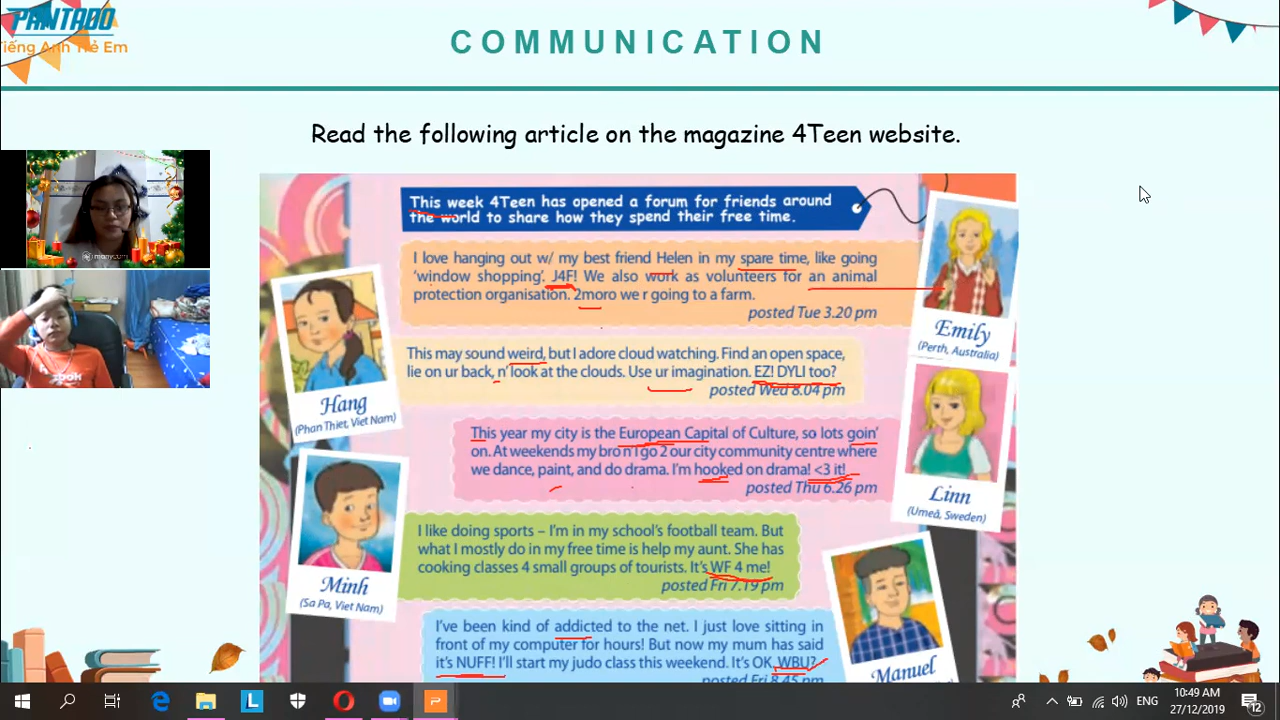 PANTADO
Tiếng Anh Trẻ Em
COMMUNICATION
Read the following article on the magazine 4Teen website.
This week 4Teen has opened a forum for friends around
the world to share how they spend their free time.
I love hanging out w/ my best friend Helen in my spare time, like going
'window shopping'. J4F! We also work as volunteers for an animal
protection organisation. 2moro we r going to a farm.
posted Tue 3.20 pm
Emily
(Perth, Australia)
This may sound weird, but I adore cloud watching. Find an open space,
lie on ur back, n' look at the clouds. Use ur imagination. EZ! DYLI too?
posted Wed 8.04 pm
Hang
(Phan Thiet, Viet Nam)
This year my city is the European Capital of Culture, so lots goin'
on. At weekends my bro n I go 2 our city community centre where
we dance, paint, and do drama. I'm hooked on drama! <3 it!
posted Thu 6.26 pm
Linn
(Umeå, Sweden)
I like doing sports – I'm in my school's football team. But
what I mostly do in my free time is help my aunt. She has
cooking classes 4 small groups of tourists. It's WF 4 me!
posted Fri 7.19 pm
Minh
(Sa Pa, Viet Nam)
I've been kind of addicted to the net. I just love sitting in
front of my computer for hours! But now my mum has said
it's NUFF! I'll start my judo class this weekend. It's OK. WBU?
posted Fri 8.45 pm
Manuel
ENG
10:49 AM
27/12/2019
12